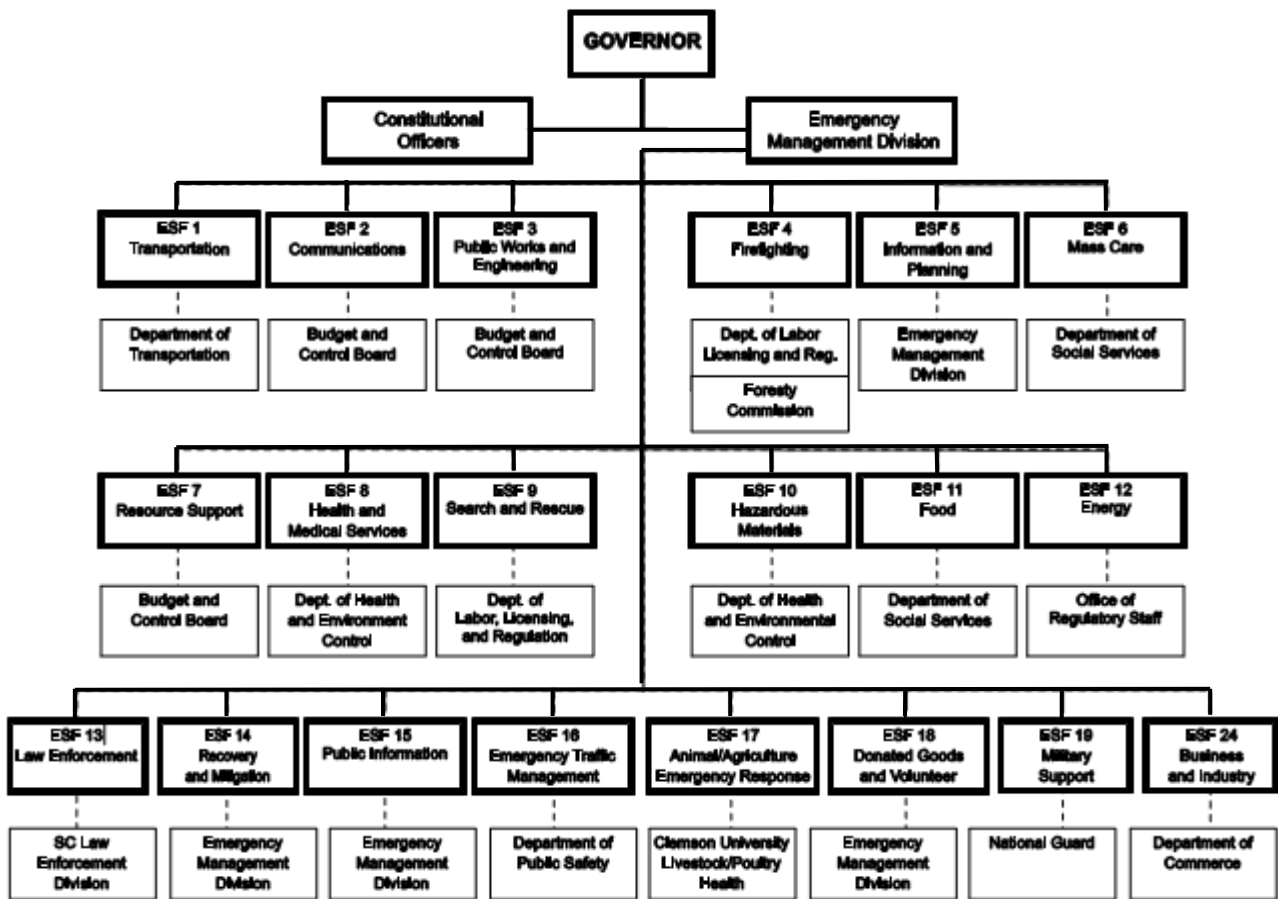 GOVERNOR
Constitutional
Officers
Emergency
Management Division
ESF 1
Transportation
ESF 2
Communications
ESF 3
Public Works and
Engineering
ESF 4
Firefighting
ESF 5
Information and
Planning
ESF 6
Mass Care
Department of
Transportation
Budget and
Control Board
Budget and
Control Board
Dept. of Labor
Licensing and Reg.
Foresty
Commission
Emergency
Management
Division
Department of
Social Services
ESF 7
Resource Support
ESF 8
Health and
Medical Services
ESF 9
Search and Rescue
ESF 10
Hazardous
Materials
ESF 11
Food
ESF 12
Energy
Budget and
Control Board
Dept. of Health
and Environment
Control
Dept. of
Labor, Licensing,
and Regulation
Dept. of Health
and Environmental
Control
Department of
Social Services
Office of
Regulatory Staff
ESF 13
Law Enforcement
ESF 14
Recovery
and Mitigation
ESF 15
Public Information
ESF 16
Emergency Traffic
Management
ESF 17
Animal/Agriculture
Emergency Response
ESF 18
Donated Goods
and Volunteer
ESF 19
Military
Support
ESF 24
Business
and Industry
SC Law
Enforcement
Division
Emergency
Management
Division
Emergency
Management
Division
Department of
Public Safety
Clemson University
Livestock/Poultry
Health
Emergency
Management
Division
National Guard
Department of
Commerce